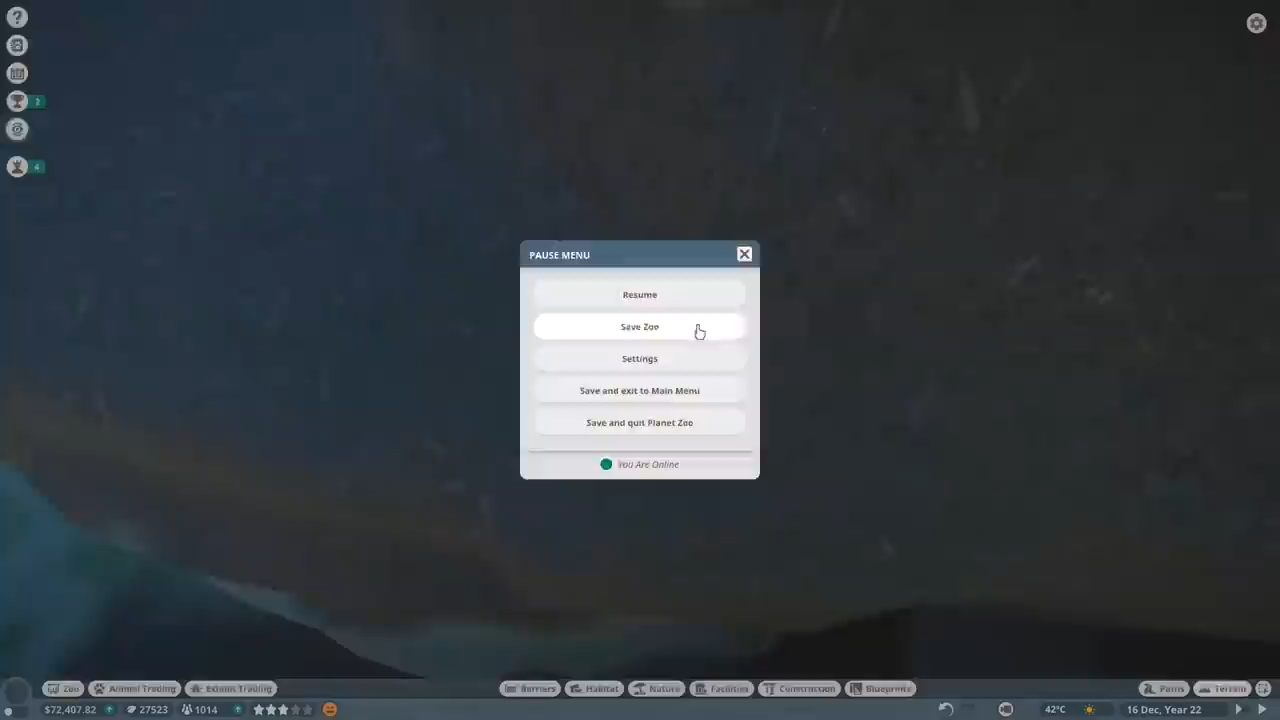 ?
2
4
PAUSE MENU
Resume
Save Zoo
Settings
Save and exit to Main Menu
Save and quit Planet Zoo
You Are Online
Zoo Animal Trading Exhibit Trading Barriers Habitat Nature Facilities Construction Blueprints Paths Terrain
$72,407.82 27523 1014 42°C 16 Dec, Year 22